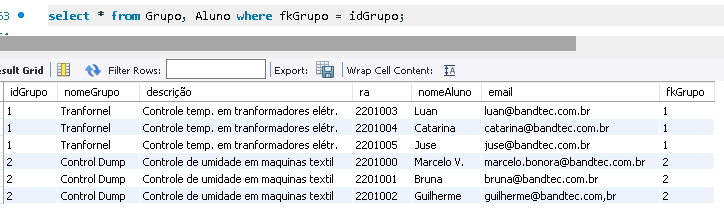 53 select * from Grupo, Aluno where fkGrupo = idGrupo;
Result Grid Filter Rows: Export: Wrap Cell Content: IA
idGrupo nomeGrupo descrição ra nomeAluno email fkGrupo
1 Tranfornel Controle temp. em tranformadores elétr. 2201003 Luan luan@bandtec.com.br 1
1 Tranfornel Controle temp. em tranformadores elétr. 2201004 Catarina catarina@bandtec.com.br 1
1 Tranfornel Controle temp. em tranformadores elétr. 2201005 Juse juse@bandtec.com.br 1
2 Control Dump Controle de umidade em maquinas textil 2201000 Marcelo V. marcelo.bonora@bandtec.com.br 2
2 Control Dump Controle de umidade em maquinas textil 2201001 Bruna bruna@bandtec.com.br 2
2 Control Dump Controle de umidade em maquinas textil 2201002 Guilherme guilherme@bandtec.com,br 2